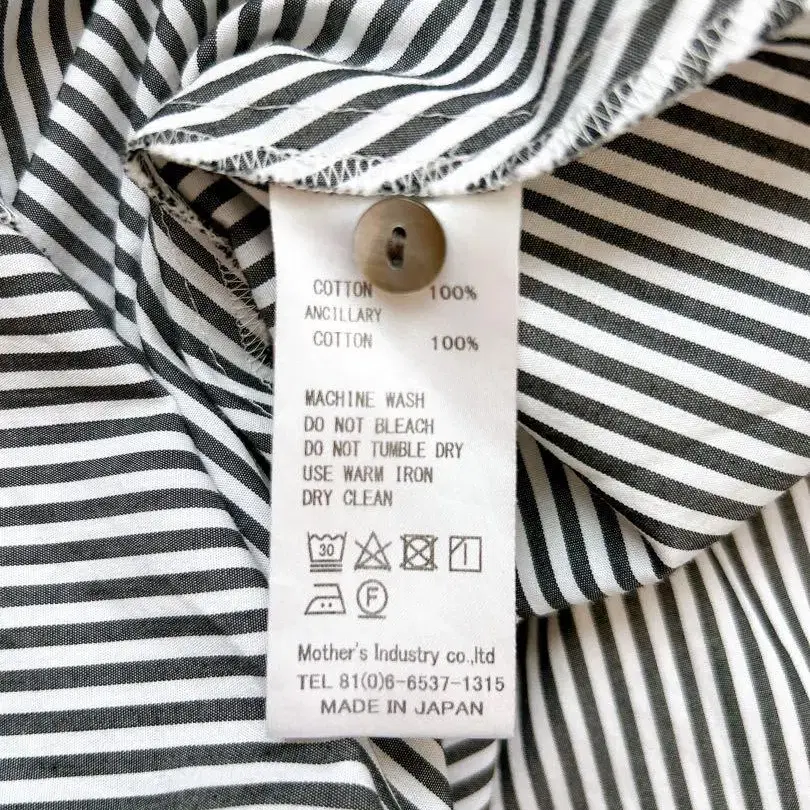 COTTON 100%
ANCILLARY
COTTON 100%
MACHINE WASH
DO NOT BLEACH
DO NOT TUMBLE DRY
USE WARM IRON
DRY CLEAN
30
F
Mother's Industry co.,ltd
TEL 81(0)6-6537-1315
MADE IN JAPAN